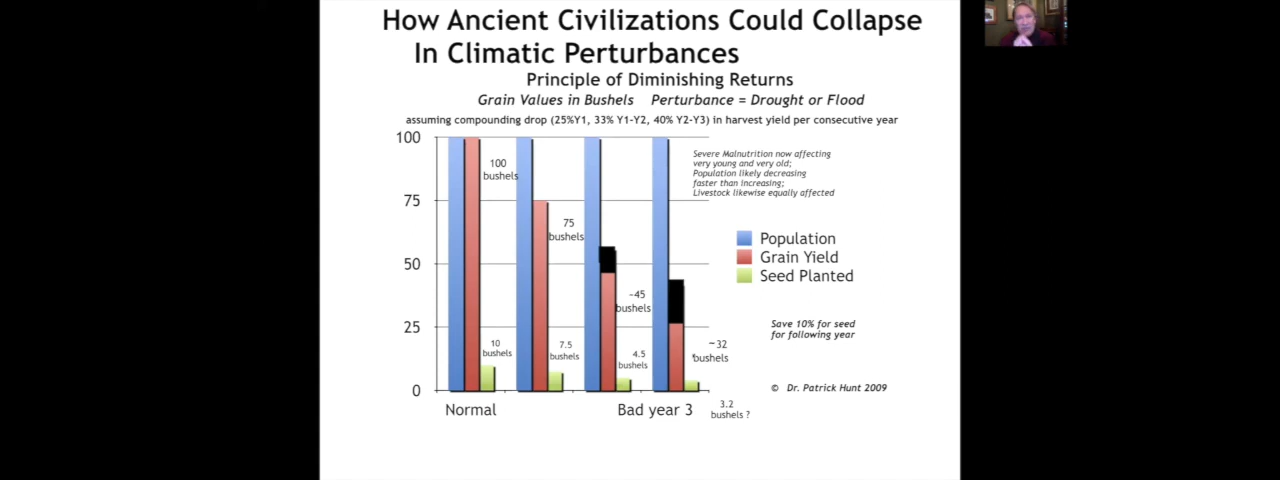 How Ancient Civilizations Could Collapse
In Climatic Perturbances
Principle of Diminishing Returns
Grain Values in Bushels Perturbance = Drought or Flood
assuming compounding drop (25%Y1, 33% Y1-Y2, 40% Y2-Y3) in harvest yield per consecutive year
100
75
50
25
0
100
bushels
75
bushels
~45
bushels
~32
bushels
10
bushels
7.5
bushels
4.5
bushels
3.2
bushels ?
Normal
Bad year 3
Severe Malnutrition now affecting
very young and very old;
Population likely decreasing
faster than increasing;
Livestock likewise equally affected
Population
Grain Yield
Seed Planted
Save 10% for seed
for following year
© Dr. Patrick Hunt 2009